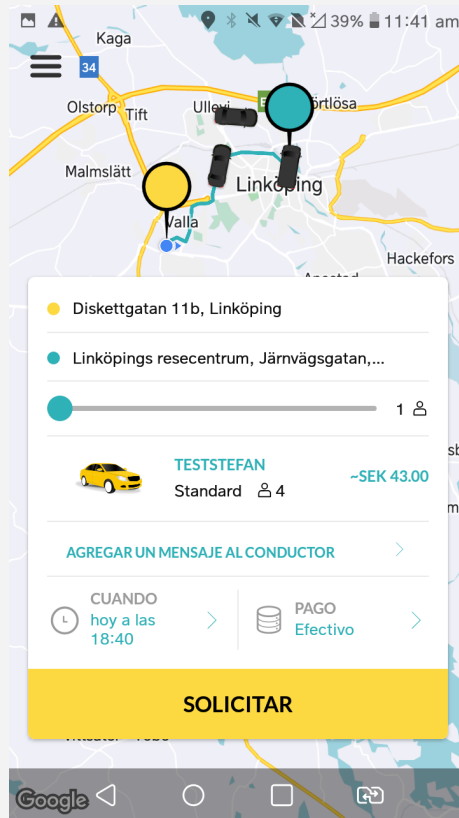 39% 11:41 am
Kaga
34
Olstorp
Tift
Ullevi
E
örtlösa
Malmslätt
Linköping
Valla
Hackefors
Diskettgatan 11b, Linköping
Linköpings resecentrum, Järnvägsgatan,...
1
TESTSTEFAN
~SEK 43.00
Standard 4
AGREGAR UN MENSAJE AL CONDUCTOR
CUANDO
hoy a las
18:40
PAGO
Efectivo
SOLICITAR
Google